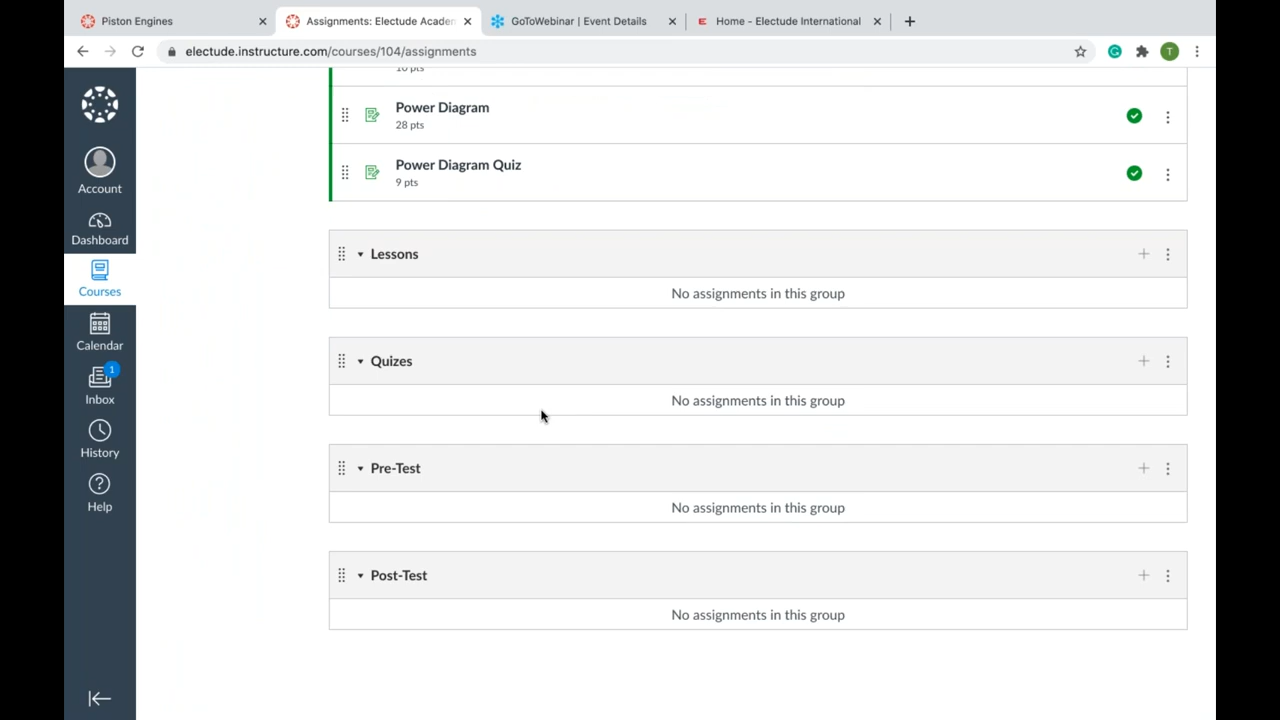 Piston Engines
Assignments: Electude Acaden
GoToWebinar | Event Details
Home - Electude International
electude.instructure.com/courses/104/assignments
T
10 pts
Power Diagram
28 pts
Power Diagram Quiz
9 pts
Account
Dashboard
Courses
Calendar
1
Inbox
History
Help
Lessons
No assignments in this group
Quizes
No assignments in this group
Pre-Test
No assignments in this group
Post-Test
No assignments in this group